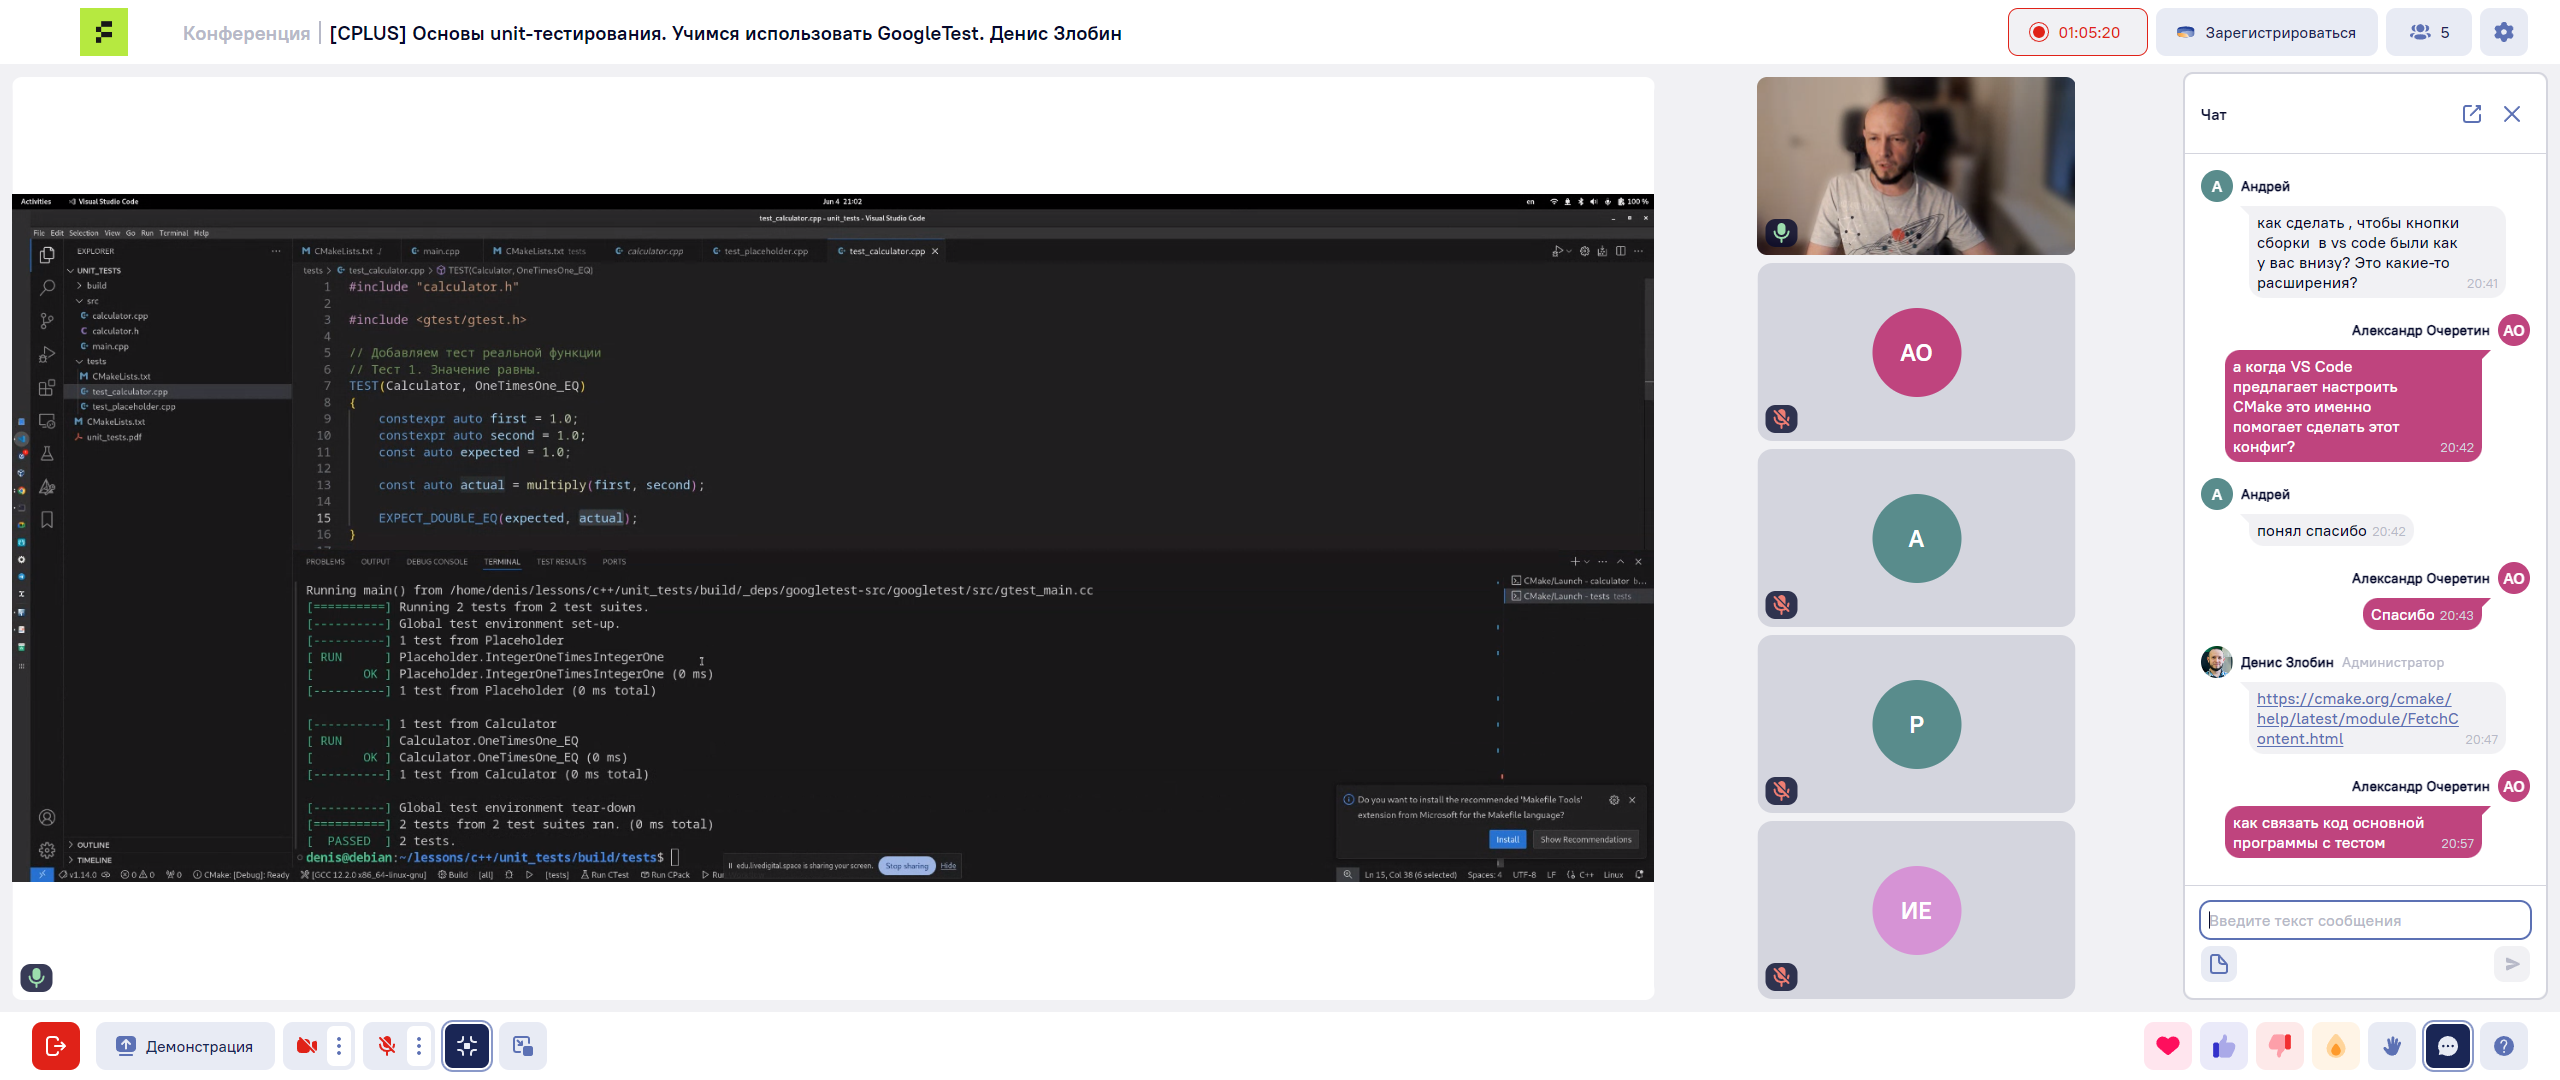 Конференция
[CPLUS] Основы unit-тестирования. Учимся использовать GoogleTest. Денис Злобин
01:05:20
Зарегистрироваться
5
Activities
Visual Studio Code
Jun 4 21:02
en
100 %
test_calculator.cpp - unit_tests - Visual Studio Code
File Edit Selection View Go Run Terminal Help
EXPLORER
UNIT_TESTS
build
src
calculator.cpp
calculator.h
main.cpp
tests
CMakeLists.txt
test_calculator.cpp
test_placeholder.cpp
CMakeLists.txt
unit_tests.pdf
OUTLINE
TIMELINE
CMakeLists.txt ./
main.cpp
CMakeLists.txt tests
calculator.cpp
test_placeholder.cpp
test_calculator.cpp
tests > test_calculator.cpp > TEST(Calculator, OneTimesOne_EQ)
1 #include "calculator.h"
2
3 #include <gtest/gtest.h>
4
5 // Добавляем тест реальной функции
6 // Тест 1. Значение равны.
7 TEST(Calculator, OneTimesOne_EQ)
8 {
9 constexpr auto first = 1.0;
10 constexpr auto second = 1.0;
11 const auto expected = 1.0;
12
13 const auto actual = multiply(first, second);
14
15 EXPECT_DOUBLE_EQ(expected, actual);
16 }
PROBLEMS OUTPUT DEBUG CONSOLE TERMINAL TEST RESULTS PORTS
Running main() from /home/denis/lessons/c++/unit_tests/build/_deps/googletest-src/googletest/src/gtest_main.cc
[==========] Running 2 tests from 2 test suites.
[----------] Global test environment set-up.
[----------] 1 test from Placeholder
[ RUN      ] Placeholder.IntegerOneTimesIntegerOne
[       OK ] Placeholder.IntegerOneTimesIntegerOne (0 ms)
[----------] 1 test from Placeholder (0 ms total)
[----------] 1 test from Calculator
[ RUN      ] Calculator.OneTimesOne_EQ
[       OK ] Calculator.OneTimesOne_EQ (0 ms)
[----------] 1 test from Calculator (0 ms total)
[----------] Global test environment tear-down
[==========] 2 tests from 2 test suites ran. (0 ms total)
[  PASSED  ] 2 tests.
denis@debian:~/lessons/c++/unit_tests/build/tests$
CMake/Launch - calculator b...
CMake/Launch - tests tests
Do you want to install the recommended 'Makefile Tools'
extension from Microsoft for the Makefile language?
Install
Show Recommendations
edu.livedigital.space is sharing your screen.
Stop sharing
Hide
v1.14.0
0 0
0
CMake: [Debug]: Ready
[GCC 12.2.0 x86_64-linux-gnu]
Build
[all]
[tests]
Run CTest
Run CPack
Ln 15, Col 38 (6 selected)
Spaces: 4
UTF-8
LF
C++
Linux
АО
А
Р
ИЕ
Чат
А
Андрей
как сделать , чтобы кнопки
сборки в vs code были как
у вас внизу? Это какие-то
расширения?
20:41
Александр Очеретин
АО
а когда VS Code
предлагает настроить
CMake это именно
помогает сделать этот
конфиг?
20:42
А
Андрей
понял спасибо 20:42
Александр Очеретин
АО
Спасибо 20:43
Денис Злобин Администратор
https://cmake.org/cmake/
help/latest/module/FetchC
ontent.html
20:47
Александр Очеретин
АО
как связать код основной
программы с тестом
20:57
Введите текст сообщения
Демонстрация